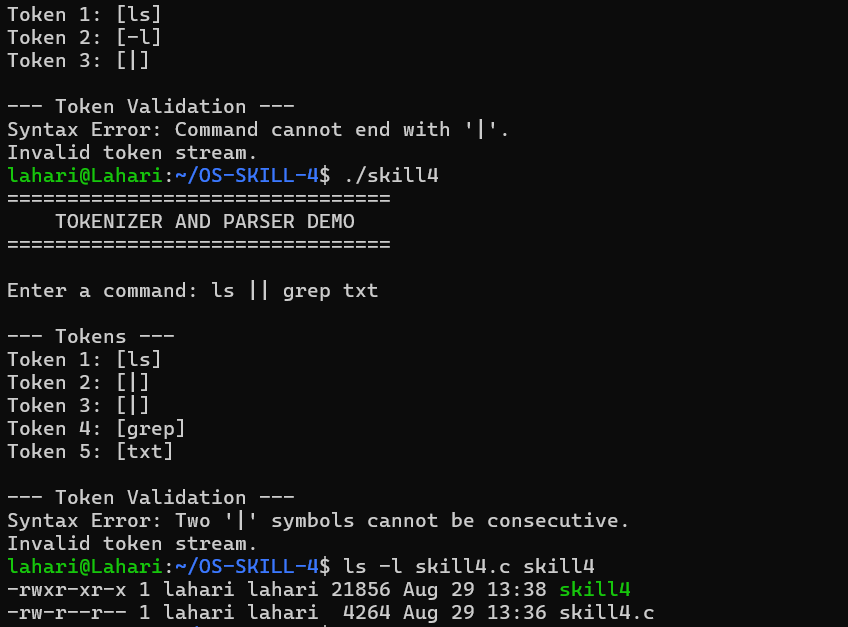 Token 1: [ls]
Token 2: [-l]
Token 3: [|]
--- Token Validation ---
Syntax Error: Command cannot end with '|'.
Invalid token stream.
lahari@Lahari:~/OS-SKILL-4$ ./skill4
================================
    TOKENIZER AND PARSER DEMO
================================
Enter a command: ls || grep txt
--- Tokens ---
Token 1: [ls]
Token 2: [|]
Token 3: [|]
Token 4: [grep]
Token 5: [txt]
--- Token Validation ---
Syntax Error: Two '|' symbols cannot be consecutive.
Invalid token stream.
lahari@Lahari:~/OS-SKILL-4$ ls -l skill4.c skill4
-rwxr-xr-x 1 lahari lahari 21856 Aug 29 13:38 skill4
-rw-r--r-- 1 lahari lahari  4264 Aug 29 13:36 skill4.c